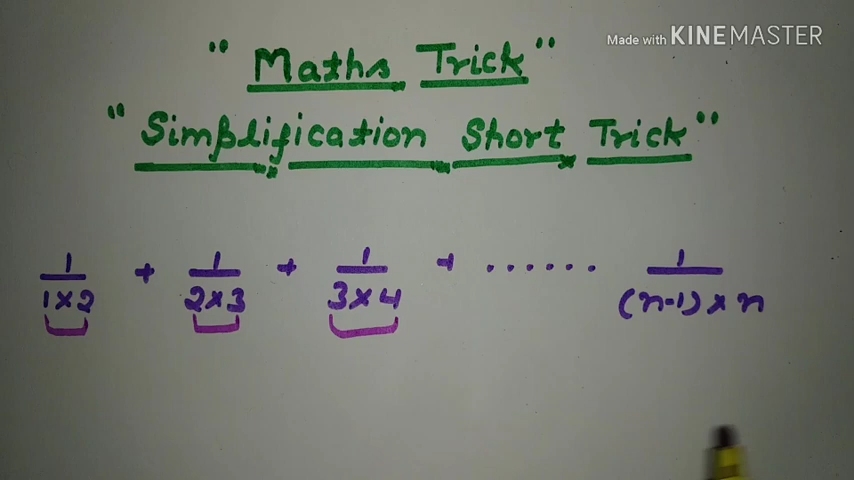 Made with KINEMASTER
"Maths Trick"
"Simplification Short Trick"
1/1×2 + 1/2×3 + 1/3×4 + ...... 1/(n-1)×n